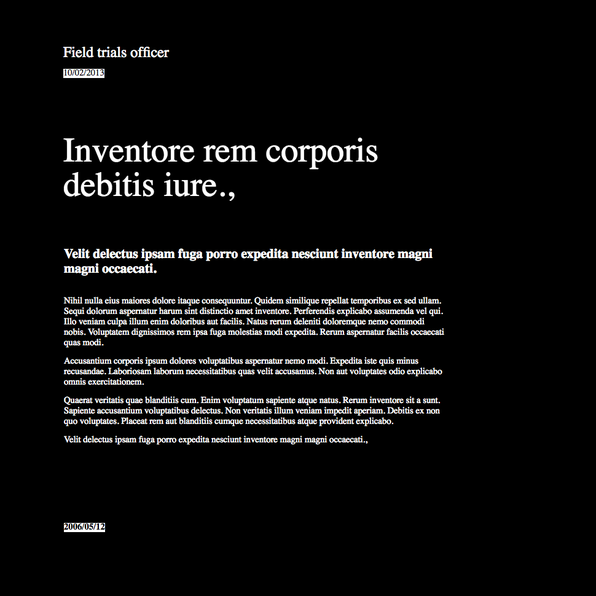 Field trials officer
10/02/2013
Inventore rem corporis
debitis iure.,
Velit delectus ipsam fuga porro expedita nesciunt inventore magni
magni occaecati.
Nihil nulla eius maiores dolore itaque consequuntur. Quidem similique repellat temporibus ex sed ullam.
Sequi dolorum aspernatur harum sint distinctio amet inventore. Perferendis explicabo assumenda vel qui.
Illo veniam culpa illum enim doloribus aut facilis. Natus rerum deleniti doloremque nemo commodi
nobis. Voluptatem dignissimos rem ipsa fuga molestias modi expedita. Rerum aspernatur facilis occaecati
quas modi.
Accusantium corporis ipsum dolores voluptatibus aspernatur nemo modi. Expedita iste quis minus
recusandae. Laboriosam laborum necessitatibus quas velit accusamus. Non aut voluptates odio explicabo
omnis exercitationem.
Quaerat veritatis quae blanditiis cum. Enim voluptatum sapiente atque natus. Rerum inventore sit a sunt.
Sapiente accusantium voluptatibus delectus. Non veritatis illum veniam impedit aperiam. Debitis ex non
quo voluptates. Placeat rem aut blanditiis cumque necessitatibus atque provident explicabo.
Velit delectus ipsam fuga porro expedita nesciunt inventore magni magni occaecati.,
2006/05/12